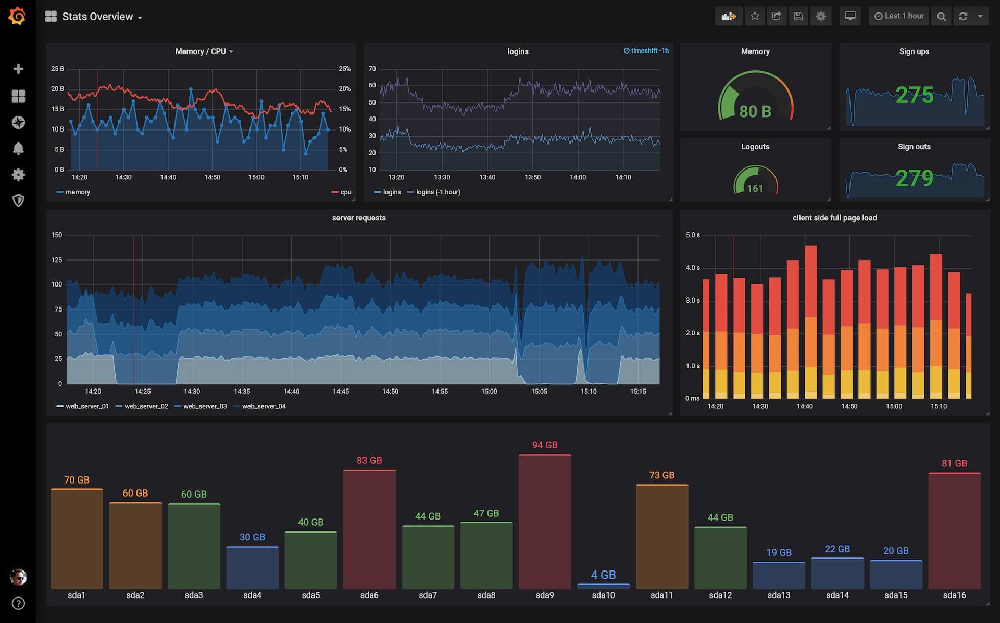 Stats Overview
Last 1 hour
Memory / CPU
25 B
20 B
15 B
10 B
5 B
0 B
25%
20%
15%
10%
5%
0%
14:20 14:30 14:40 14:50 15:00 15:10
memory
cpu
logins
timeshift -1h
70
60
50
40
30
20
10
13:20 13:30 13:40 13:50 14:00 14:10
logins logins (-1 hour)
Memory
80 B
Sign ups
275
Logouts
161
Sign outs
279
server requests
150
125
100
75
50
25
0
14:20 14:25 14:30 14:35 14:40 14:45 14:50 14:55 15:00 15:05 15:10 15:15
web_server_01 web_server_02 web_server_03 web_server_04
client side full page load
5.0 s
4.0 s
3.0 s
2.0 s
1.0 s
0 ms
14:20 14:30 14:40 14:50 15:00 15:10
70 GB 60 GB 60 GB 30 GB 40 GB 83 GB 44 GB 47 GB 94 GB 4 GB 73 GB 44 GB 19 GB 22 GB 20 GB 81 GB
sda1 sda2 sda3 sda4 sda5 sda6 sda7 sda8 sda9 sda10 sda11 sda12 sda13 sda14 sda15 sda16